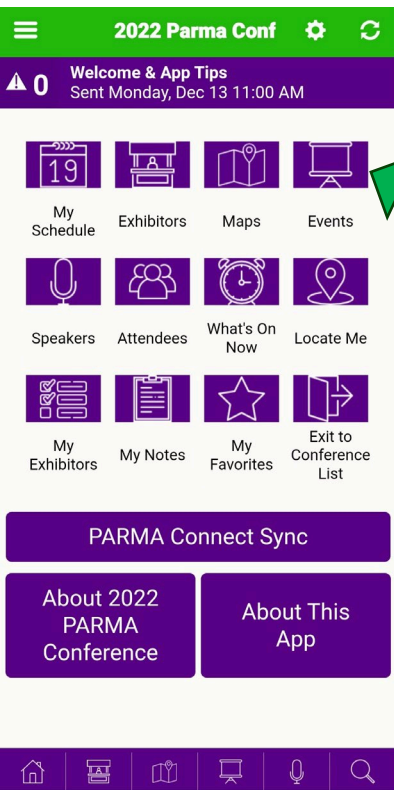 2022 Parma Conf
0
Welcome & App Tips
Sent Monday, Dec 13 11:00 AM
19
My
Schedule
Exhibitors
Maps
Events
Speakers
Attendees
What's On
Now
Locate Me
My
Exhibitors
My Notes
My
Favorites
Exit to
Conference
List
PARMA Connect Sync
About 2022
PARMA
Conference
About This
App